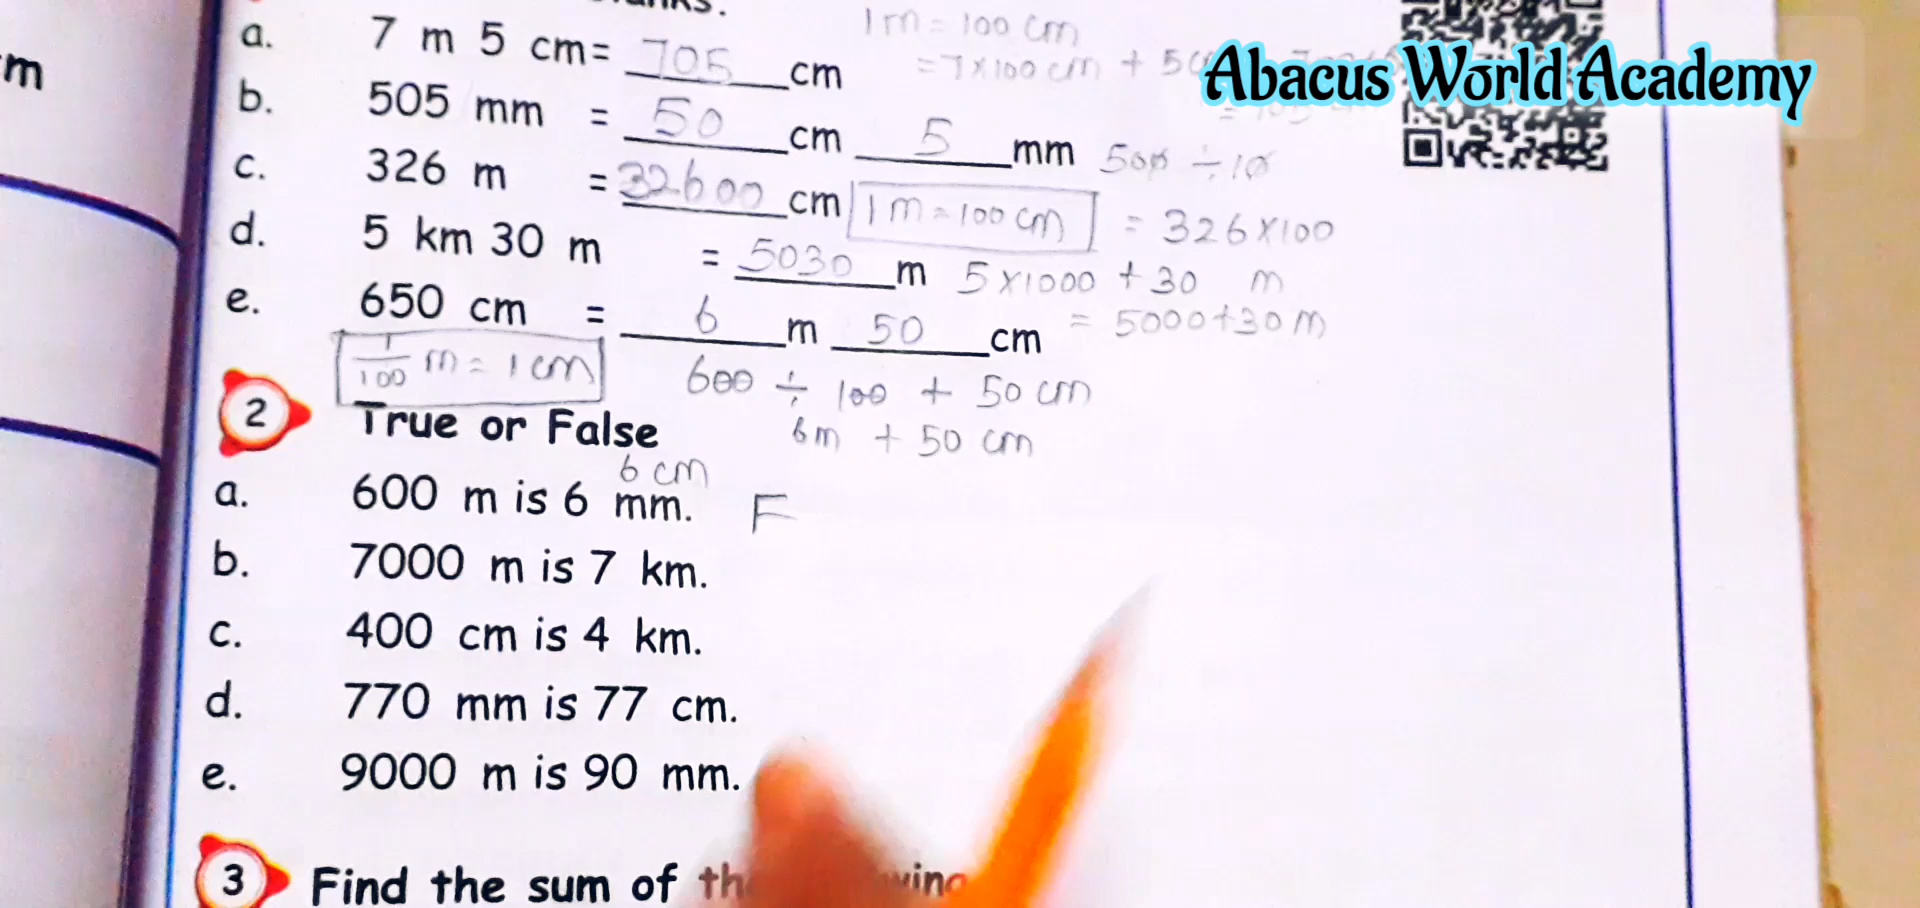 1 m = 100 cm
a. 7 m 5 cm= 705 cm = 7 x 100 cm + 5
Abacus World Academy
m
b. 505 mm = 50 cm 5 mm 500 ÷ 10
c. 326 m = 32600 cm 1 m = 100 cm = 326 x 100
d. 5 km 30 m = 5030 m 5 x 1000 + 30 m
= 5000 + 30 m
e. 650 cm = 6 m 50 cm
1/100 m = 1 cm 600 ÷ 100 + 50 cm
6m + 50 cm
2 True or False
6 cm
a. 600 m is 6 mm. F
b. 7000 m is 7 km.
c. 400 cm is 4 km.
d. 770 mm is 77 cm.
e. 9000 m is 90 mm.
3 Find the sum of